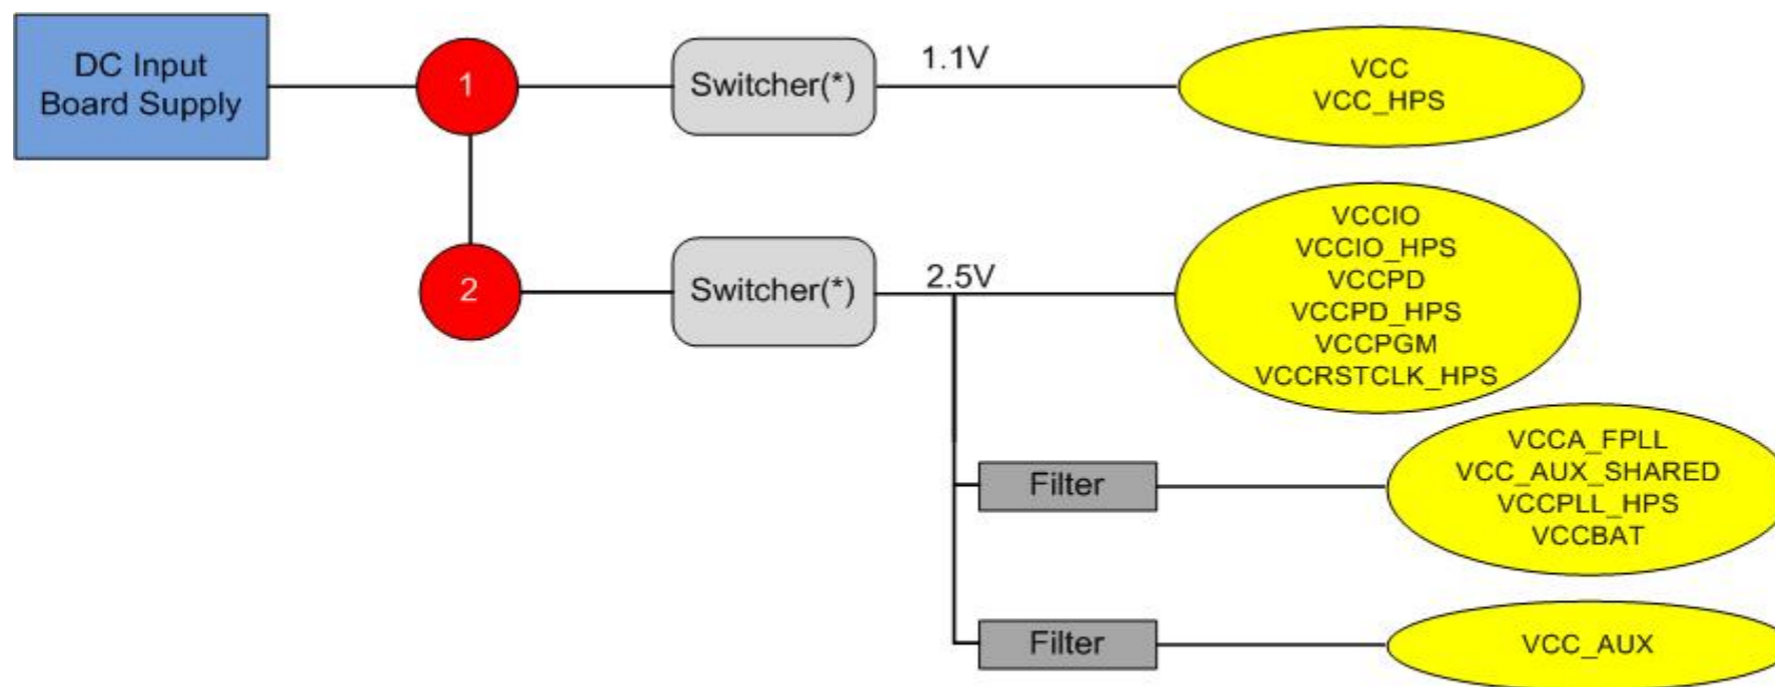 DC Input
Board Supply
1
Switcher(*)
1.1V
VCC
VCC_HPS
2
Switcher(*)
2.5V
VCCIO
VCCIO_HPS
VCCPD
VCCPD_HPS
VCCPGM
VCCRSTCLK_HPS
Filter
VCCA_FPLL
VCC_AUX_SHARED
VCCPLL_HPS
VCCBAT
Filter
VCC_AUX